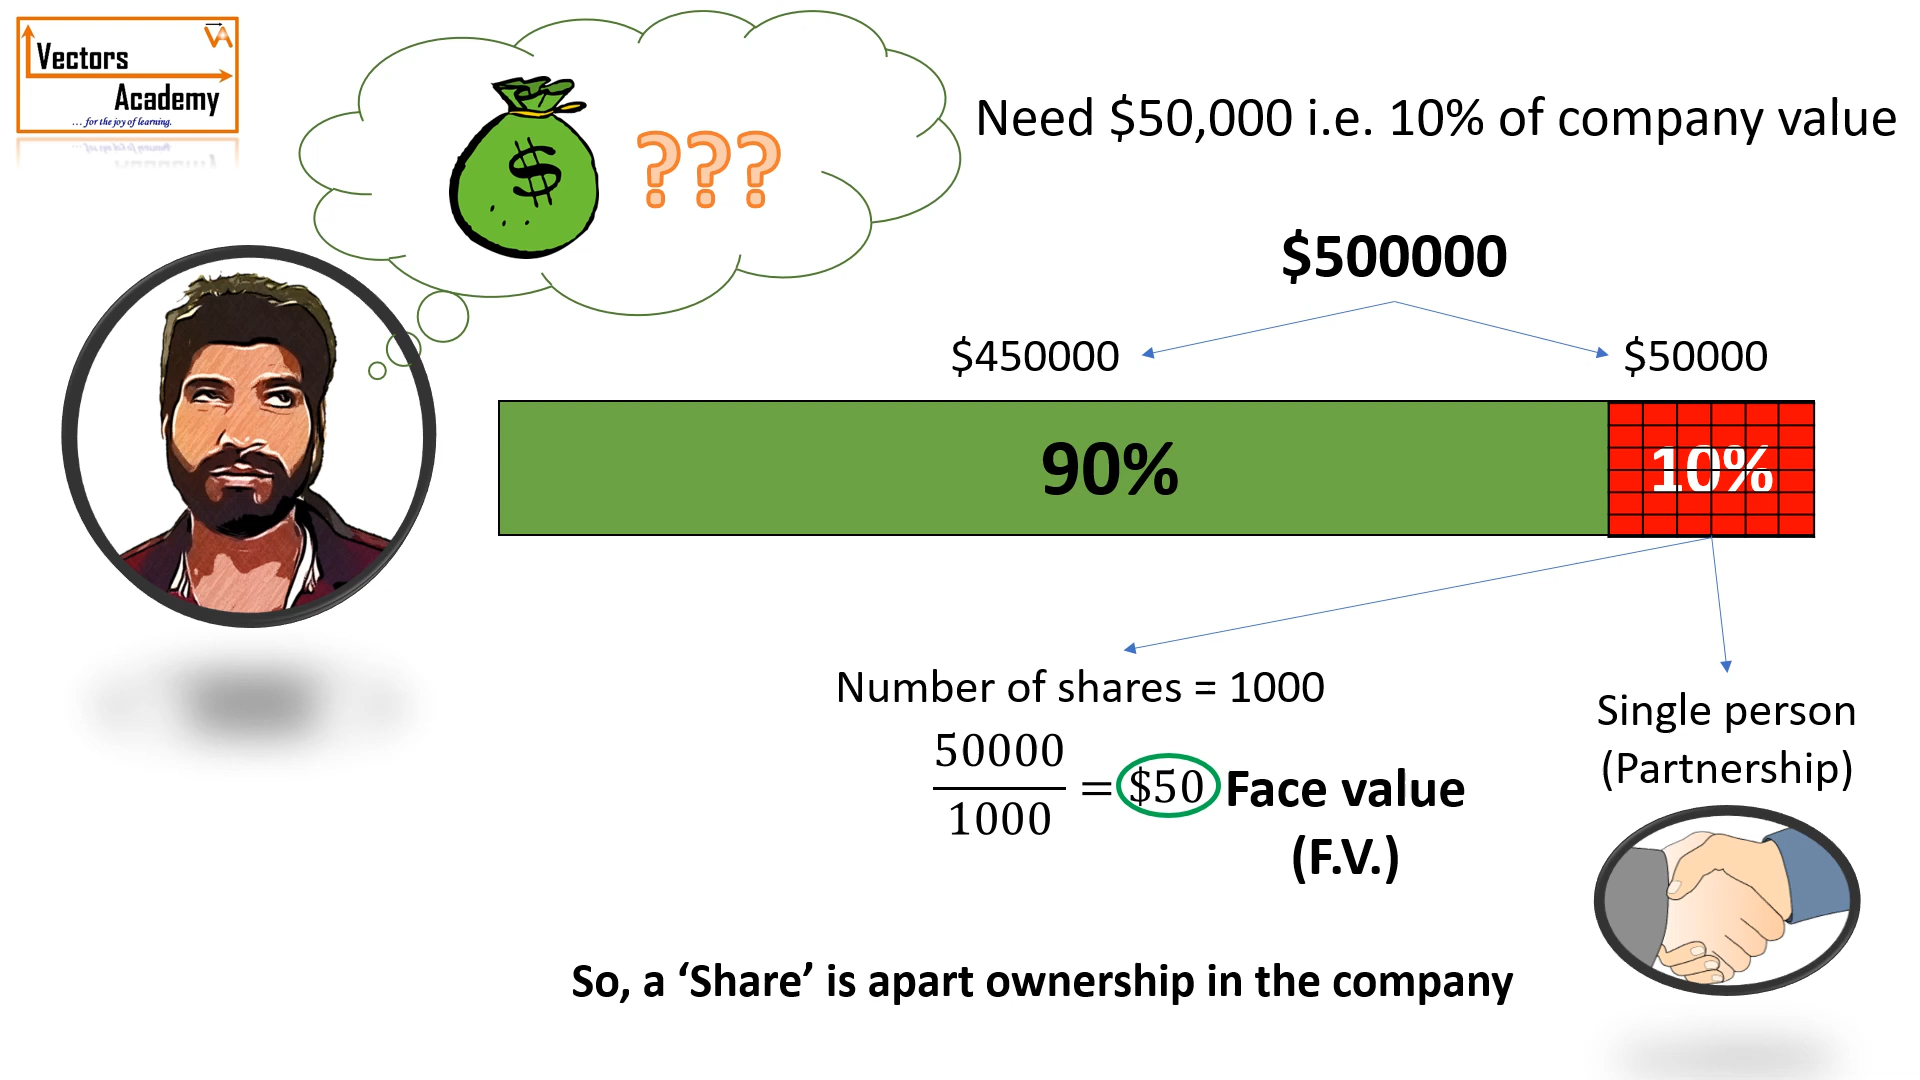 Vectors
Academy
... for the joy of learning.
$
???
Need $50,000 i.e. 10% of company value
$500000
$450000
$50000
90%
10%
Number of shares = 1000
50000
1000
= $50 Face value
(F.V.)
Single person
(Partnership)
So, a ‘Share’ is apart ownership in the company